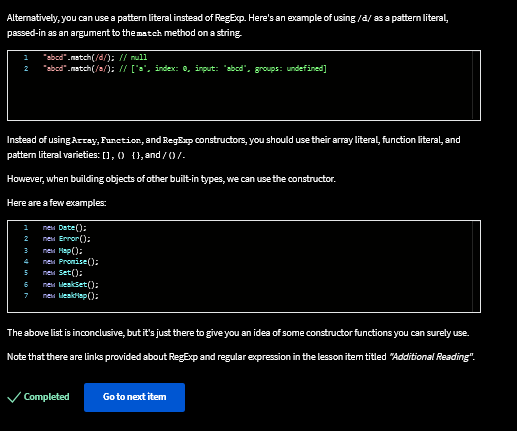 Alternatively, you can use a pattern literal instead of RegExp. Here's an example of using /d/ as a pattern literal,
passed-in as an argument to the match method on a string.
1 "abcd".match(/d/); // null
2 "abcd".match(/a/); // ['a', index: 0, input: 'abcd', groups: undefined]
Instead of using Array, Function, and RegExp constructors, you should use their array literal, function literal, and
pattern literal varieties: [], () {}, and /()/.
However, when building objects of other built-in types, we can use the constructor.
Here are a few examples:
1 new Date();
2 new Error();
3 new Map();
4 new Promise();
5 new Set();
6 new WeakSet();
7 new WeakMap();
The above list is inconclusive, but it's just there to give you an idea of some constructor functions you can surely use.
Note that there are links provided about RegExp and regular expression in the lesson item titled "Additional Reading".
Completed
Go to next item